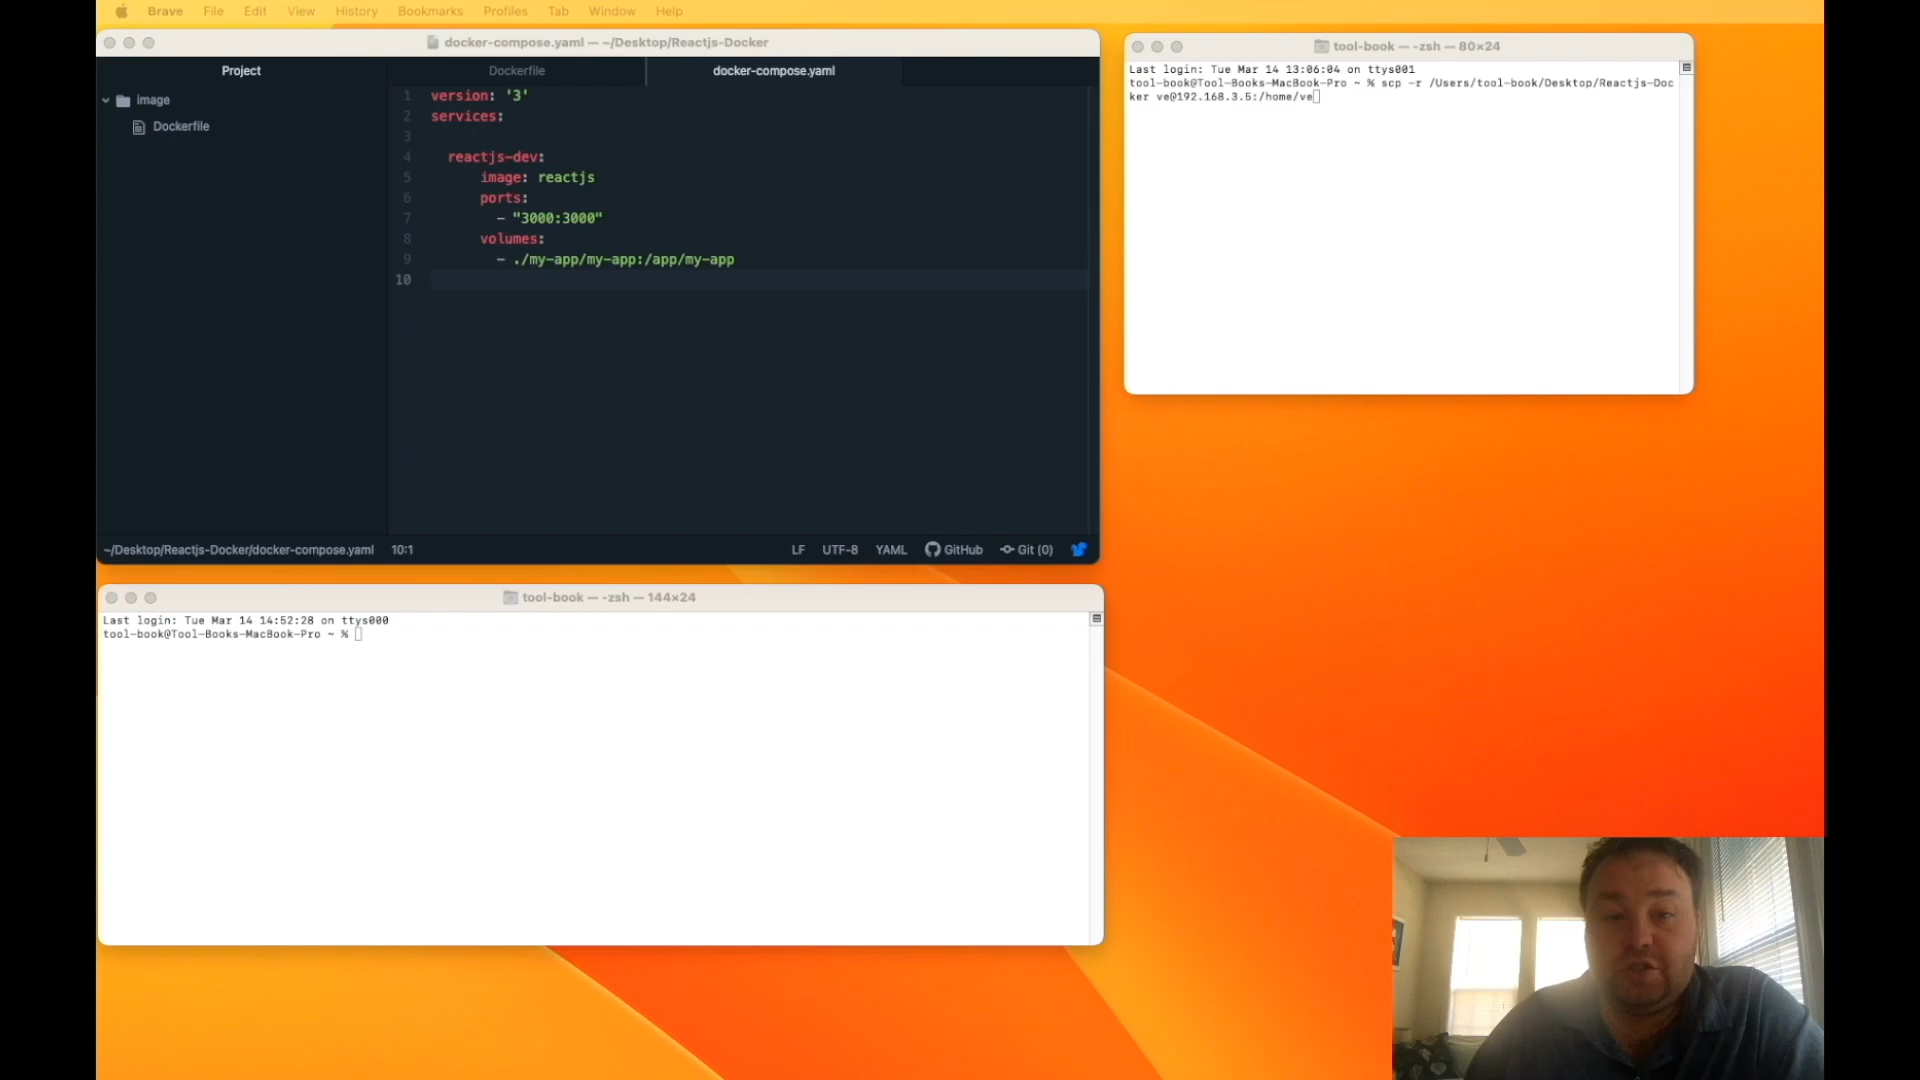 Brave File Edit View History Bookmarks Profiles Tab Window Help
docker-compose.yaml — ~/Desktop/Reactjs-Docker
Project
image
Dockerfile
Dockerfile docker-compose.yaml
1 version: '3'
2 services:
3
4 reactjs-dev:
5 image: reactjs
6 ports:
7 - "3000:3000"
8 volumes:
9 - ./my-app/my-app:/app/my-app
10
~/Desktop/Reactjs-Docker/docker-compose.yaml 10:1 LF UTF-8 YAML GitHub Git (0)
tool-book — -zsh — 80×24
Last login: Tue Mar 14 13:06:04 on ttys001
tool-book@Tool-Books-MacBook-Pro ~ % scp -r /Users/tool-book/Desktop/Reactjs-Doc
ker ve@192.168.3.5:/home/ve
tool-book — -zsh — 144×24
Last login: Tue Mar 14 14:52:28 on ttys000
tool-book@Tool-Books-MacBook-Pro ~ %